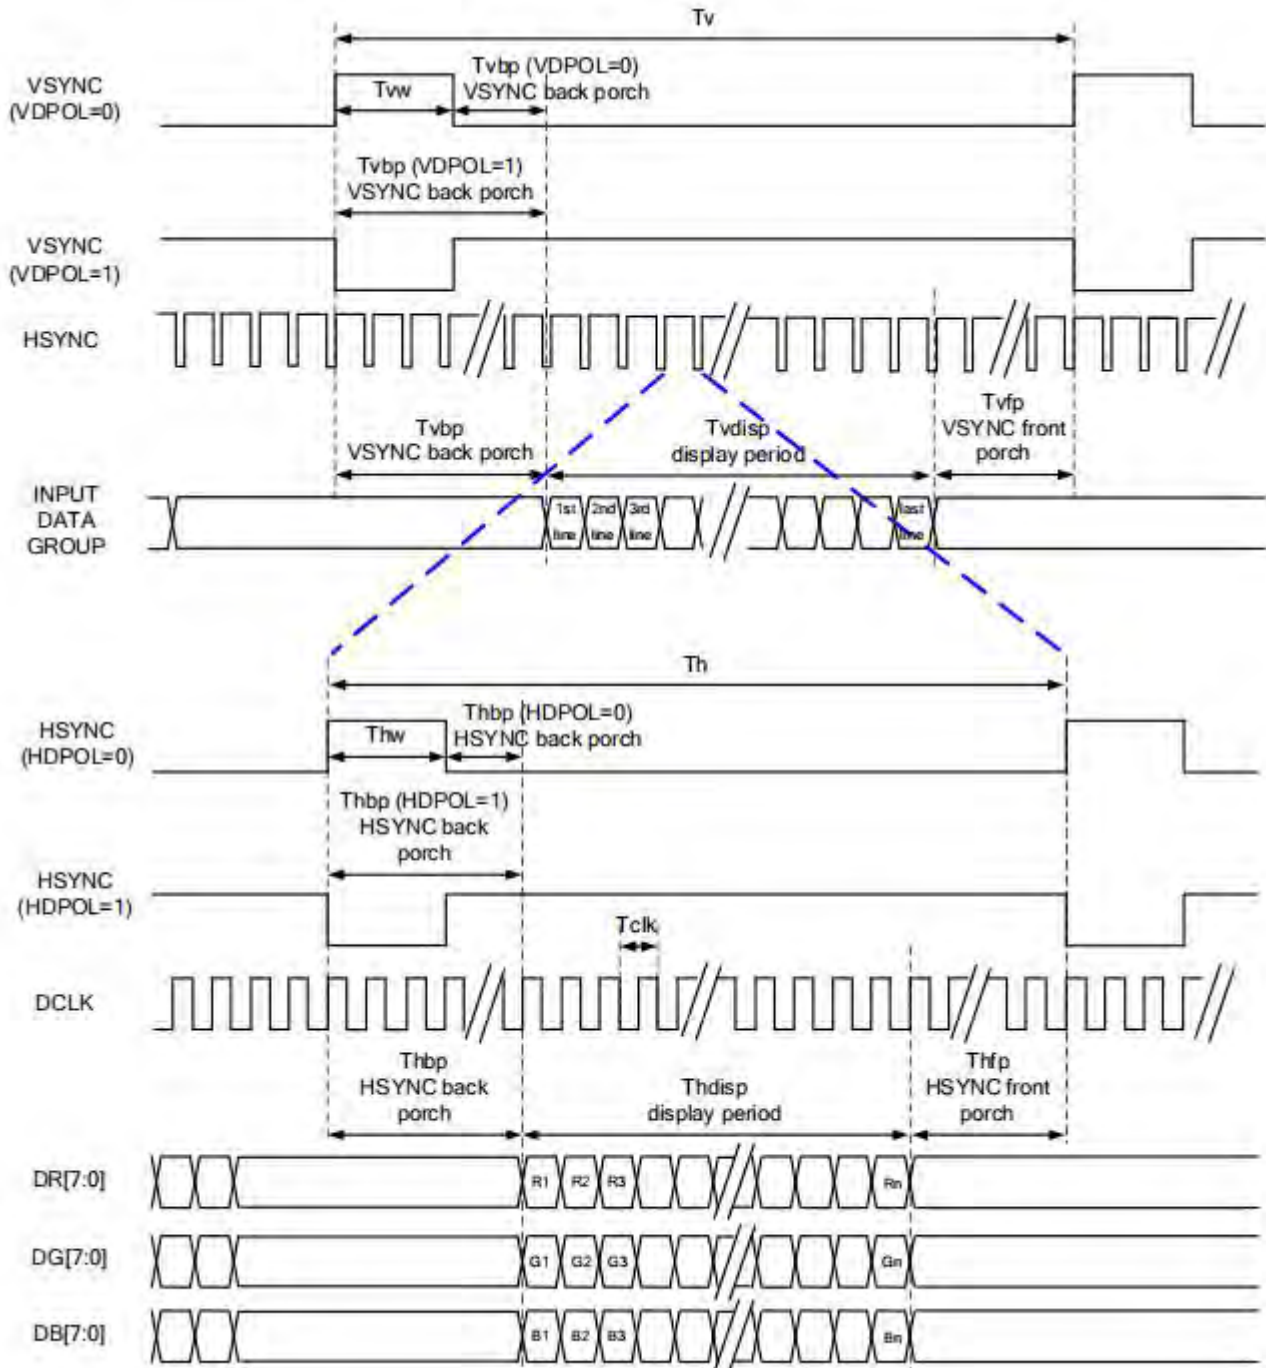 Tv
VSYNC
(VDPOL=0)
Tvw
Tvbp (VDPOL=0)
VSYNC back porch
Tvbp (VDPOL=1)
VSYNC back porch
VSYNC
(VDPOL=1)
HSYNC
Tvbp
VSYNC back porch
Tvdisp
display period
Tvfp
VSYNC front
porch
INPUT
DATA
GROUP
1st
line
2nd
line
3rd
line
last
line
Th
HSYNC
(HDPOL=0)
Thw
Thbp (HDPOL=0)
HSYNC back porch
Thbp (HDPOL=1)
HSYNC back
porch
HSYNC
(HDPOL=1)
Tclk
DCLK
Thbp
HSYNC back
porch
Thdisp
display period
Thfp
HSYNC front
porch
DR[7:0]
R1 R2 R3 Rn
DG[7:0]
G1 G2 G3 Gn
DB[7:0]
B1 B2 B3 Bn